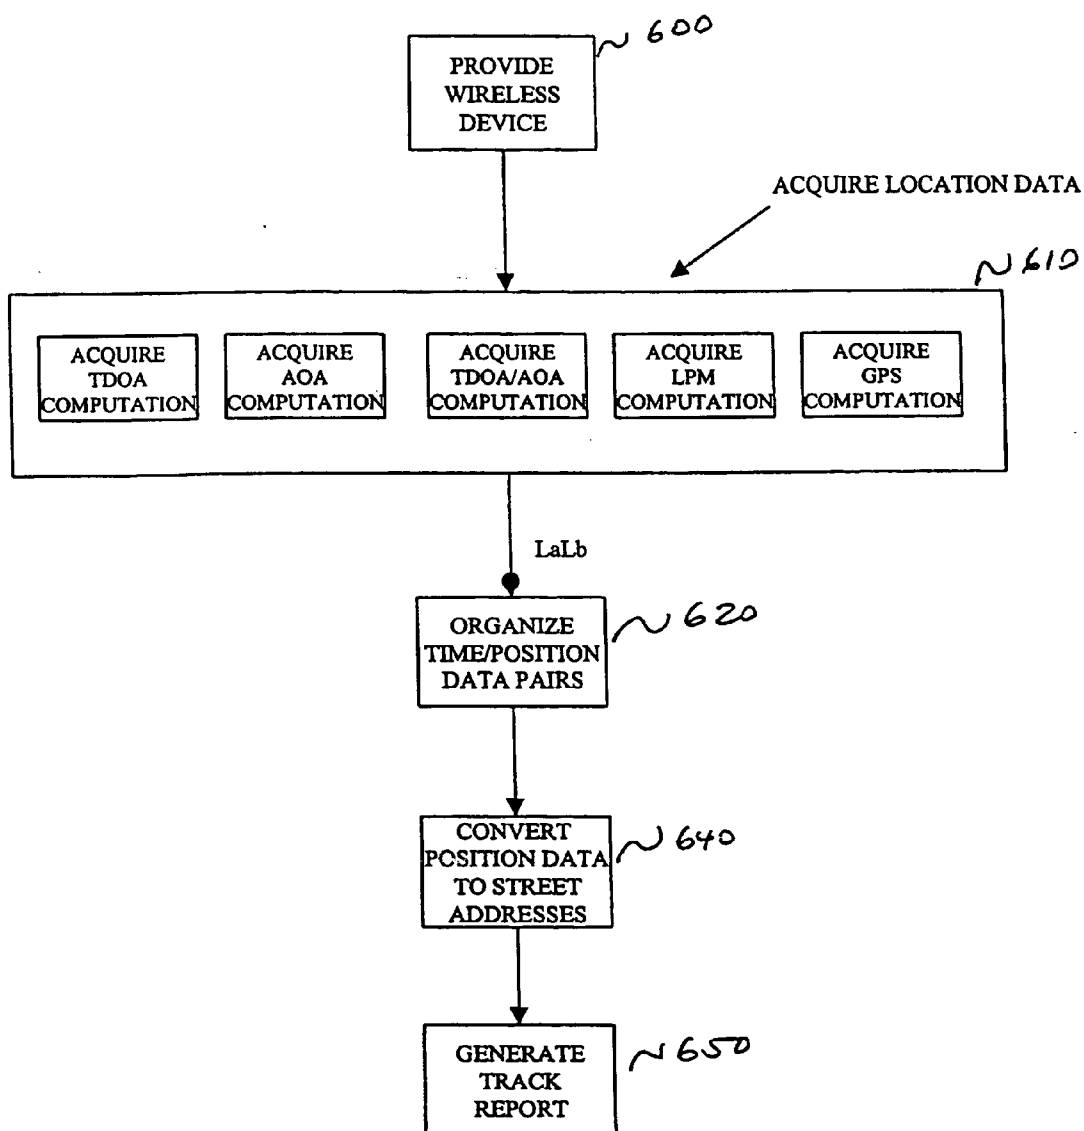 PROVIDE
WIRELESS
DEVICE
600
ACQUIRE LOCATION DATA
610
ACQUIRE
TDOA
COMPUTATION
ACQUIRE
AOA
COMPUTATION
ACQUIRE
TDOA/AOA
COMPUTATION
ACQUIRE
LPM
COMPUTATION
ACQUIRE
GPS
COMPUTATION
LaLb
ORGANIZE
TIME/POSITION
DATA PAIRS
620
CONVERT
POSITION DATA
TO STREET
ADDRESSES
640
GENERATE
TRACK
REPORT
650